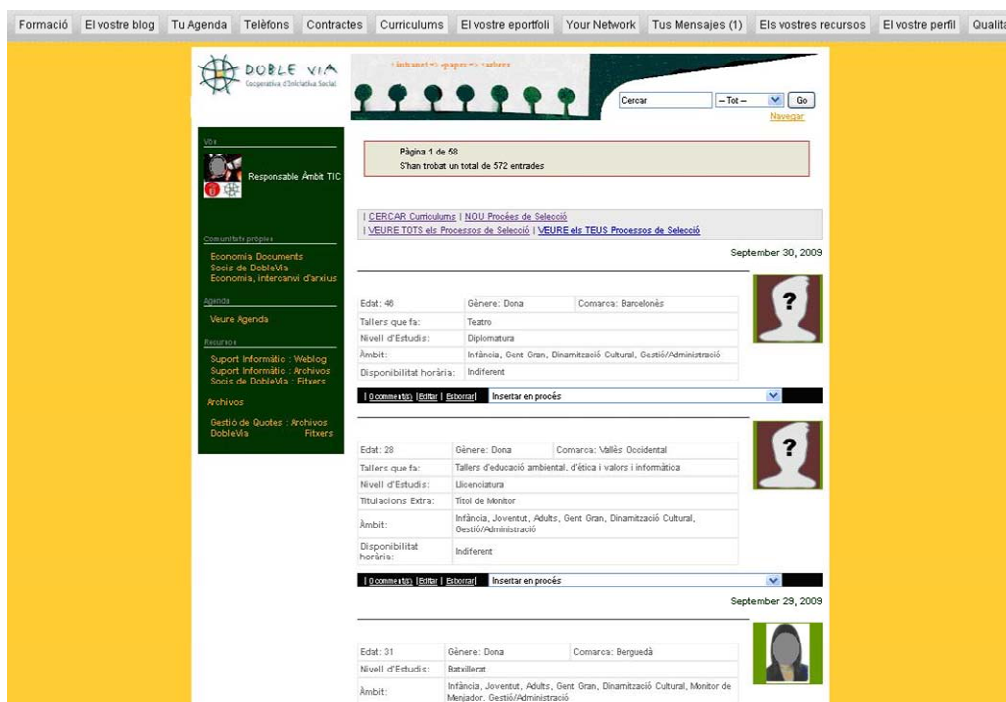 Formació El vostre blog Tu Agenda Telèfons Contractes Curriculums El vostre eportfoli Your Network Tus Mensajes (1) Els vostres recursos El vostre perfil Qualita
DOBLE VIA
Cooperativa d'Iniciativa Social
Cercar -- Tot -- Go
Navegar
Vós
Responsable Àmbit TIC
Comunitats pròpies
Economia Documents
Socis de DobleVia
Economia, intercanvi d'arxius
Agenda
Veure Agenda
Recursos
Suport Informàtic : Weblog
Suport Informàtic : Archivos
Socis de DobleVia : Fitxers
Archivos
Gestió de Quotes : Archivos
DobleVia Fitxers
Pàgina 1 de 58
S'han trobat un total de 572 entrades
| CERCAR Curriculums | NOU Procées de Selecció
| VEURE TOTS els Processos de Selecció | VEURE els TEUS Processos de Selecció
September 30, 2009
Edat: 46 Gènere: Dona Comarca: Barcelonès
Tallers que fa: Teatro
Nivell d'Estudis: Diplomatura
Àmbit: Infància, Gent Gran, Dinamització Cultural, Gestió/Administració
Disponibilitat horària: Indiferent
?
| 0 comment(s) |Editar | Esborrar| Insertar en procés
Edat: 28 Gènere: Dona Comarca: Vallès Occidental
Tallers que fa: Tallers d'educació ambiental, d'ètica i valors i informàtica
Nivell d'Estudis: Llicenciatura
Titulacions Extra: Títol de Monitor
Àmbit: Infància, Joventut, Adults, Gent Gran, Dinamització Cultural,
Gestió/Administració
Disponibilitat
horària: Indiferent
?
| 0 comment(s) |Editar | Esborrar| Insertar en procés
September 29, 2009
Edat: 31 Gènere: Dona Comarca: Berguedà
Nivell d'Estudis: Batxillerat
Àmbit: Infància, Joventut, Adults, Gent Gran, Dinamització Cultural, Monitor de
Menjador, Gestió/Administració